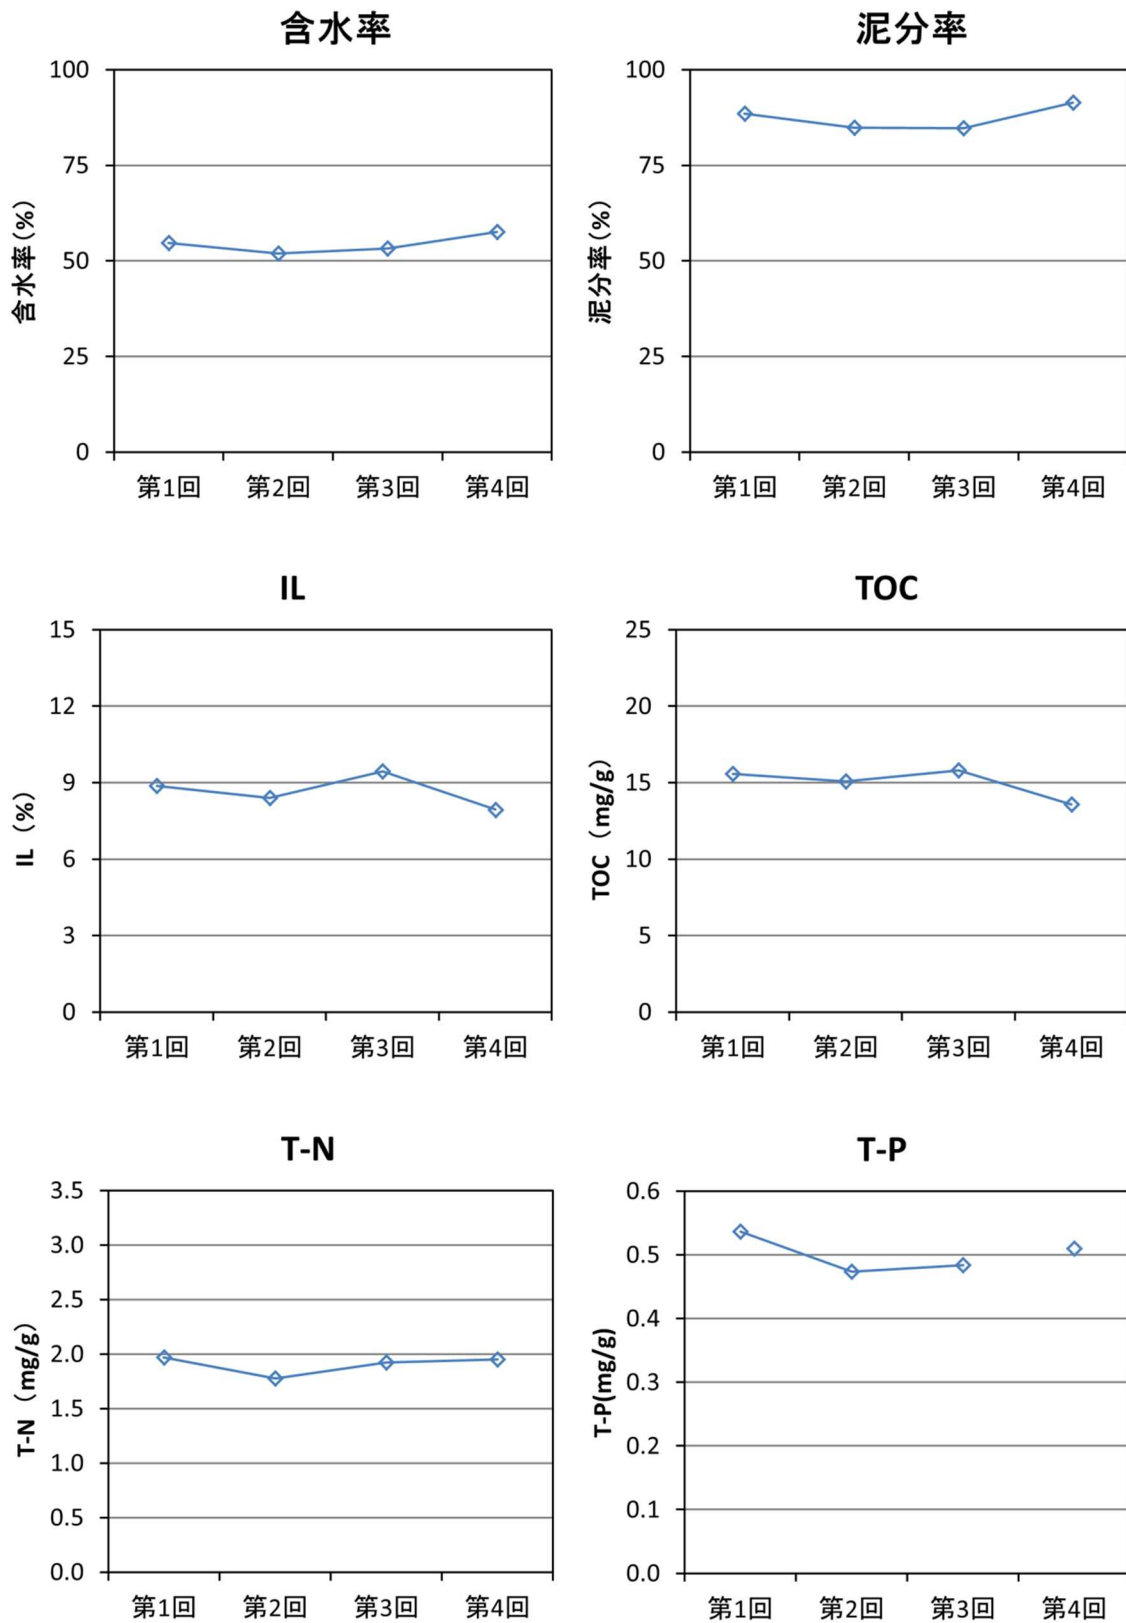 含水率
100
75
50
25
0
含水率(%)
第1回 第2回 第3回 第4回
泥分率
100
75
50
25
0
泥分率(%)
第1回 第2回 第3回 第4回
IL
15
12
9
6
3
0
IL（%）
第1回 第2回 第3回 第4回
TOC
25
20
15
10
5
0
TOC（mg/g）
第1回 第2回 第3回 第4回
T-N
3.5
3.0
2.5
2.0
1.5
1.0
0.5
0.0
T-N（mg/g）
第1回 第2回 第3回 第4回
T-P
0.6
0.5
0.4
0.3
0.2
0.1
0.0
T-P(mg/g)
第1回 第2回 第3回 第4回